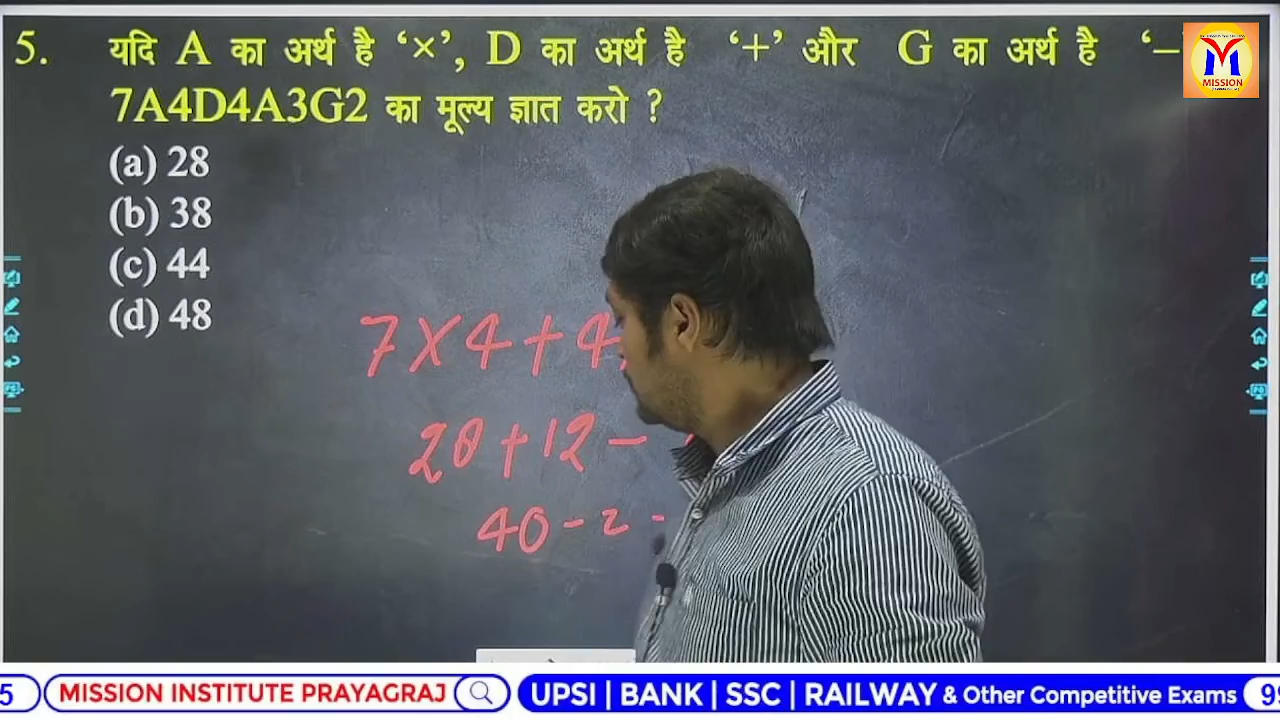 5. यदि A का अर्थ है ‘×’, D का अर्थ है ‘+’ और G का अर्थ है ‘–
7A4D4A3G2 का मूल्य ज्ञात करो ?
(a) 28
(b) 38
(c) 44
(d) 48
7×4+4
28+12–
40–2
MISSION
5 MISSION INSTITUTE PRAYAGRAJ UPSI | BANK | SSC | RAILWAY & Other Competitive Exams